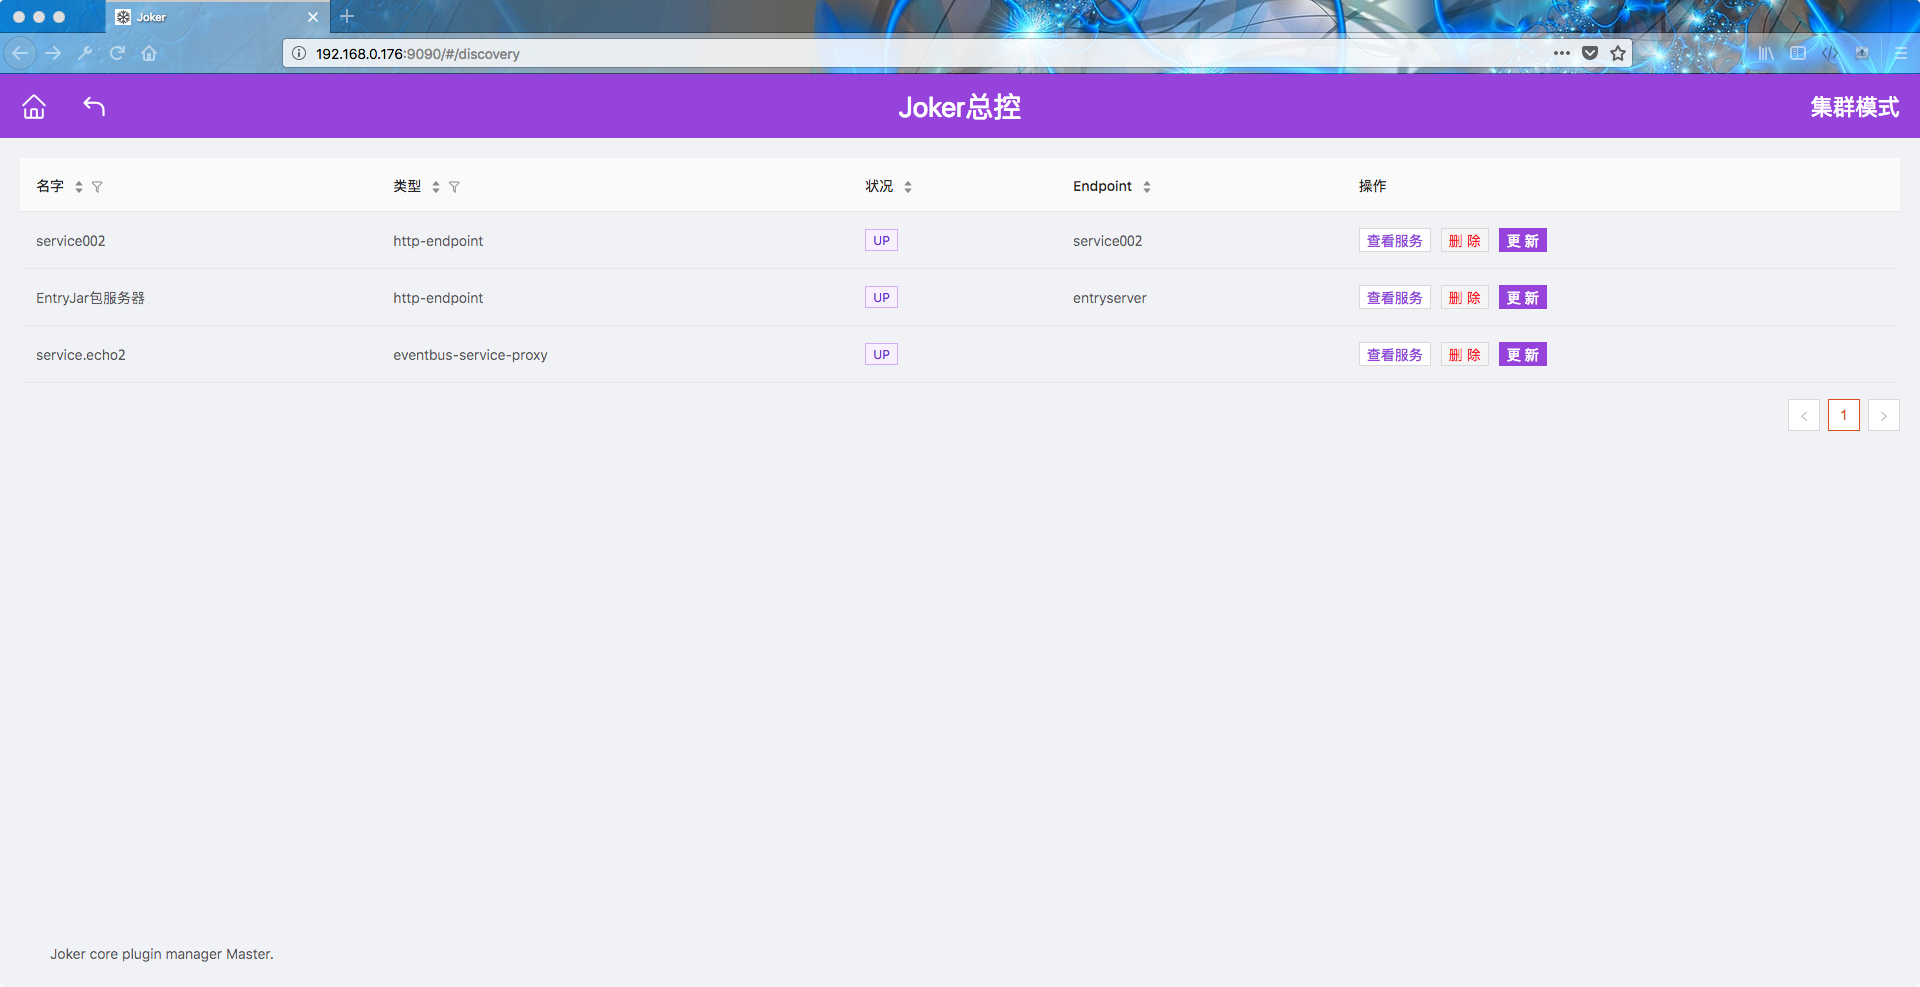 Joker
192.168.0.176:9090/#/discovery
Joker总控
集群模式
名字 类型 状况 Endpoint 操作
service002 http-endpoint UP service002 查看服务 删除 更新
EntryJar包服务器 http-endpoint UP entryserver 查看服务 删除 更新
service.echo2 eventbus-service-proxy UP 查看服务 删除 更新
< 1 >
Joker core plugin manager Master.